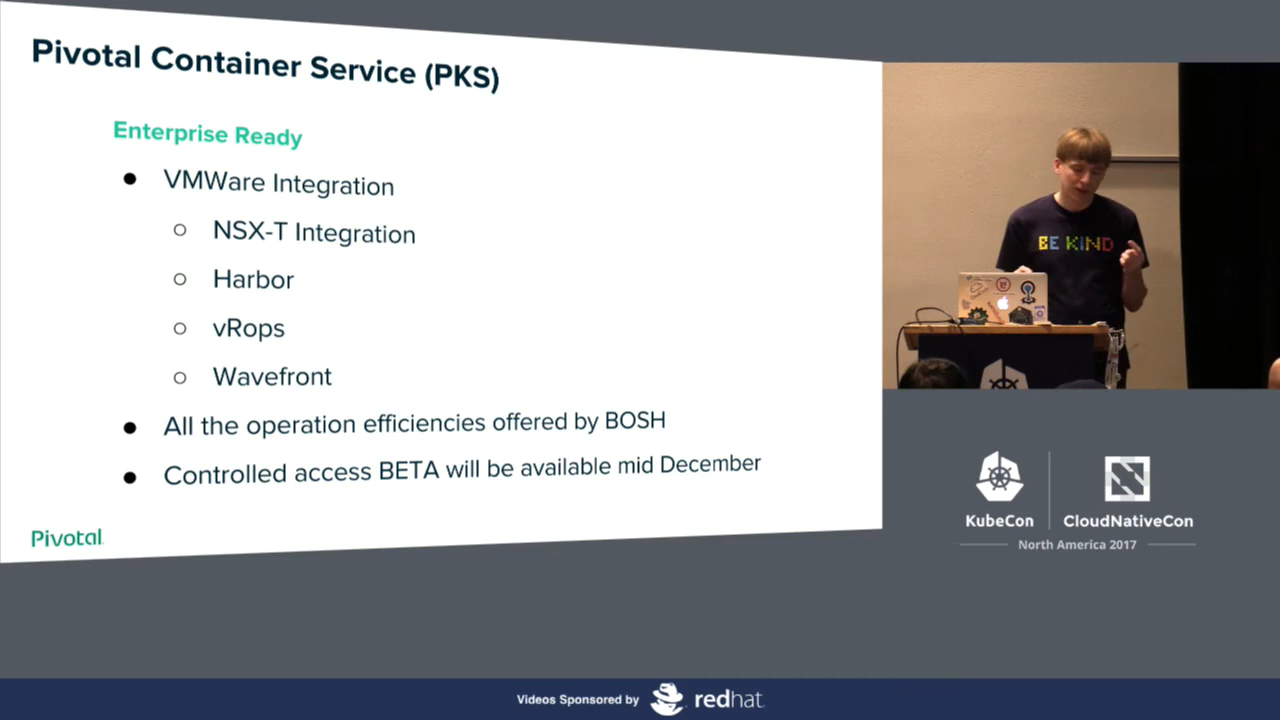 Pivotal Container Service (PKS)
Enterprise Ready
VMWare Integration
NSX-T Integration
Harbor
vRops
Wavefront
All the operation efficiencies offered by BOSH
Controlled access BETA will be available mid December
Pivotal
BE KIND
KubeCon
CloudNativeCon
North America 2017
Videos Sponsored by
redhat